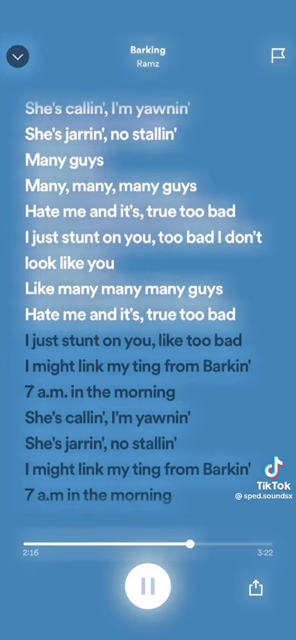 Barking
Ramz
She's callin', I'm yawnin'
She's jarrin', no stallin'
Many guys
Many, many, many guys
Hate me and it's, true too bad
I just stunt on you, too bad I don't
look like you
Like many many many guys
Hate me and it's, true too bad
I just stunt on you, like too bad
I might link my ting from Barkin'
7 a.m. in the morning
She's callin', I'm yawnin'
She's jarrin', no stallin'
I might link my ting from Barkin'
7 a.m in the morning
TikTok
@sped.soundsx
2:16
3:22